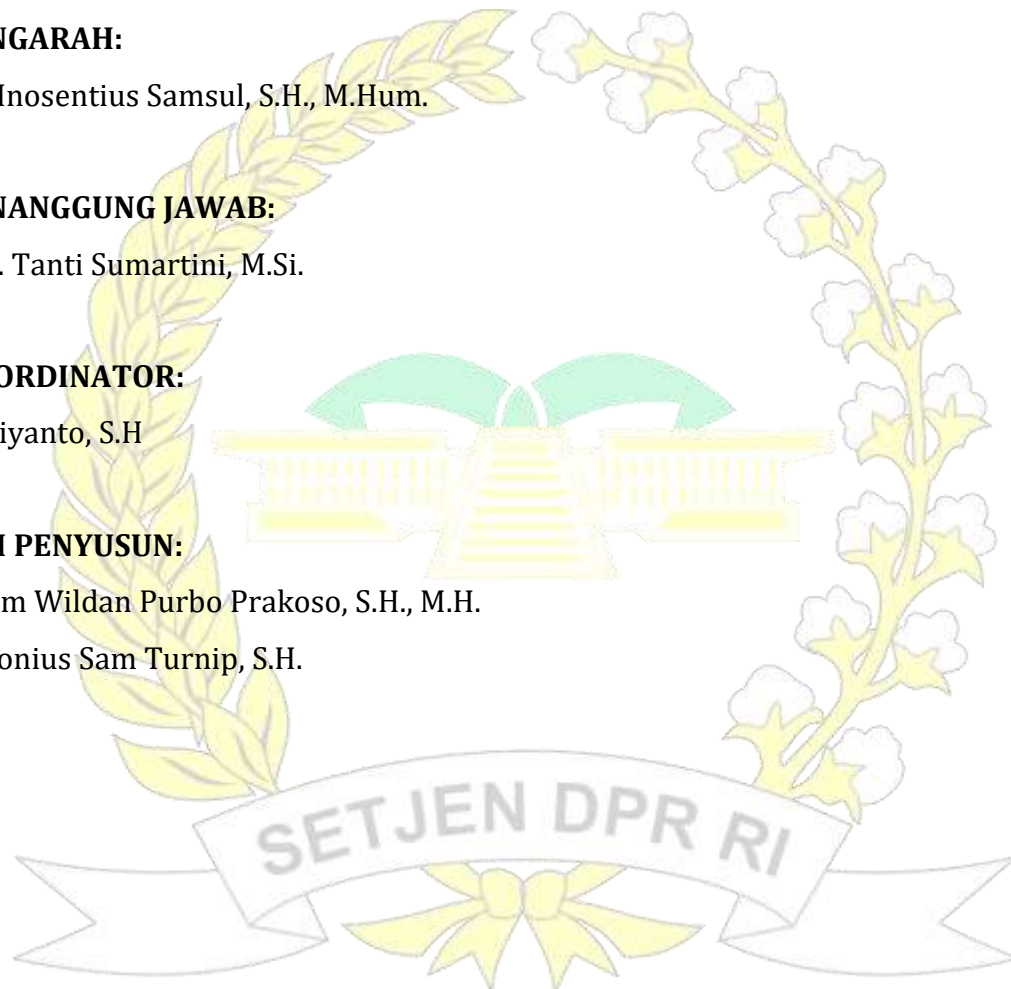 NGARAH:
Inosentius Samsul, S.H., M.Hum.
NANGGUNG JAWAB:
. Tanti Sumartini, M.Si.
ORDINATOR:
iyanto, S.H
M PENYUSUN:
m Wildan Purbo Prakoso, S.H., M.H.
onius Sam Turnip, S.H.
SETJEN DPR RI